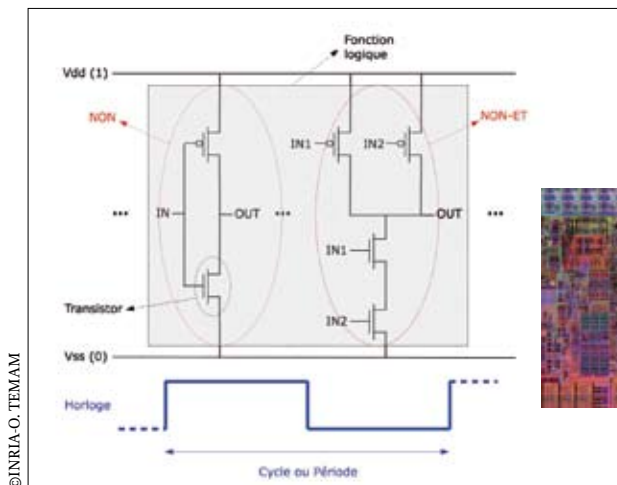 Fonction
logique
Vdd (1)
NON
NON-ET
IN1
IN2
...
IN
OUT
...
OUT
...
IN1
Transistor
IN2
Vss (0)
Horloge
Cycle ou Période
©INRIA-O. TEMAM